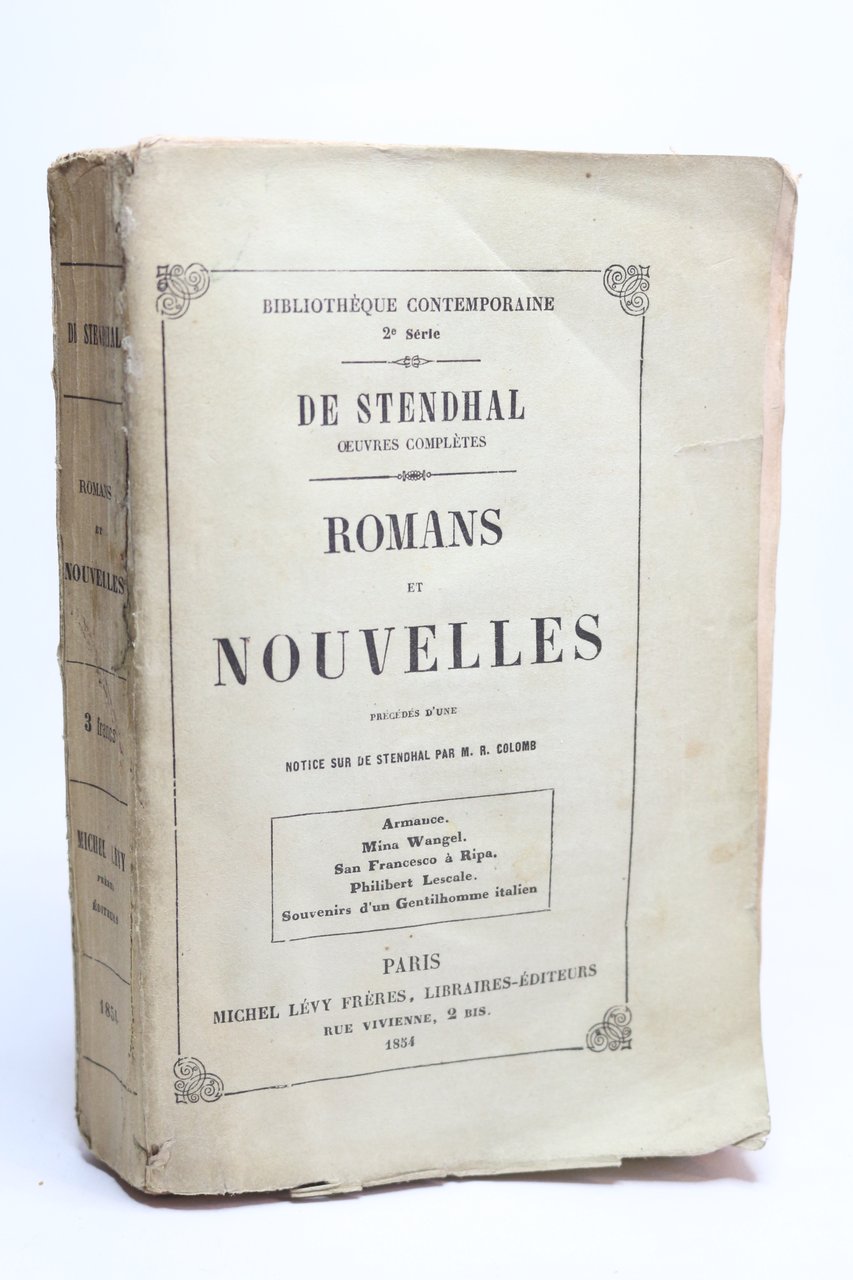 BIBLIOTHÈQUE CONTEMPORAINE
2e Série
DE STENDHAL
ŒUVRES COMPLÈTES
ROMANS
ET
NOUVELLES
PRÉCÉDÉS D'UNE
NOTICE SUR DE STENDHAL PAR M. R. COLOMB
Armance.
Mina Wangel.
San Francesco à Ripa.
Philibert Lescale.
Souvenirs d'un Gentilhomme italien
PARIS
MICHEL LÉVY FRÈRES, LIBRAIRES-ÉDITEURS
RUE VIVIENNE, 2 BIS.
1854
DE STENDHAL
ROMANS
ET
NOUVELLES
3 francs
MICHEL LÉVY
FRÈRES
ÉDITEURS
1854